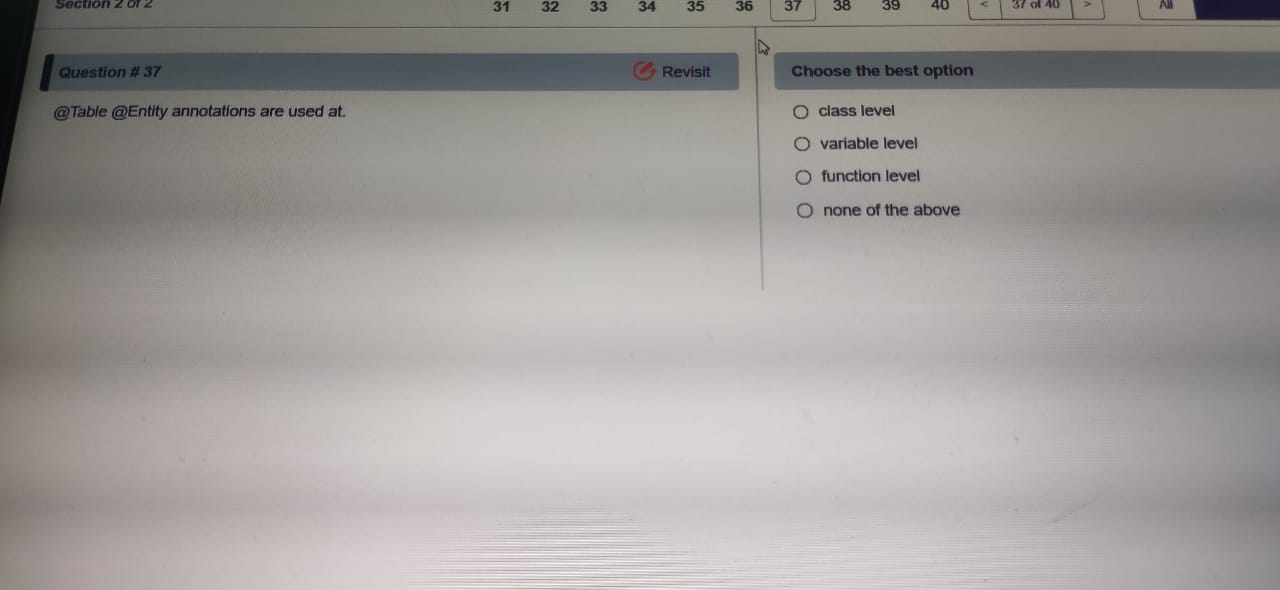 Section 2 of 2
31 32 33 34 35 36 37 38 39 40 < 37 of 40 > All
Question # 37
Revisit
@Table @Entity annotations are used at.
Choose the best option
class level
variable level
function level
none of the above